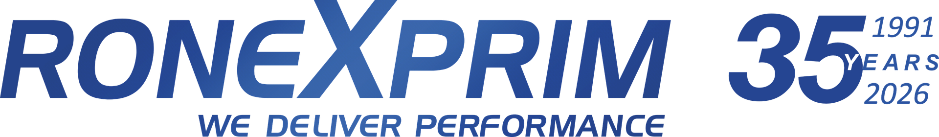 RONEXPRIM
WE DELIVER PERFORMANCE
35 YEARS
1991
2026